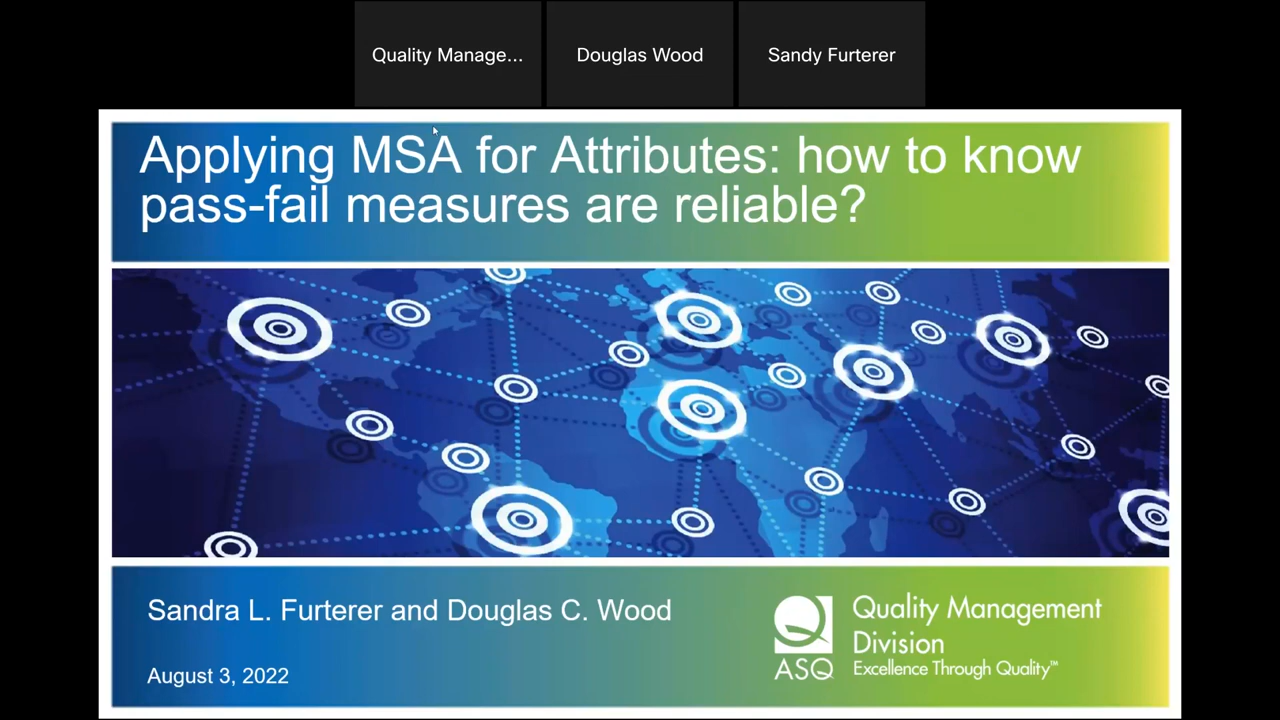 Quality Manage...
Douglas Wood
Sandy Furterer
Applying MSA for Attributes: how to know
pass-fail measures are reliable?
Sandra L. Furterer and Douglas C. Wood
August 3, 2022
ASQ
Quality Management
Division
Excellence Through Quality™